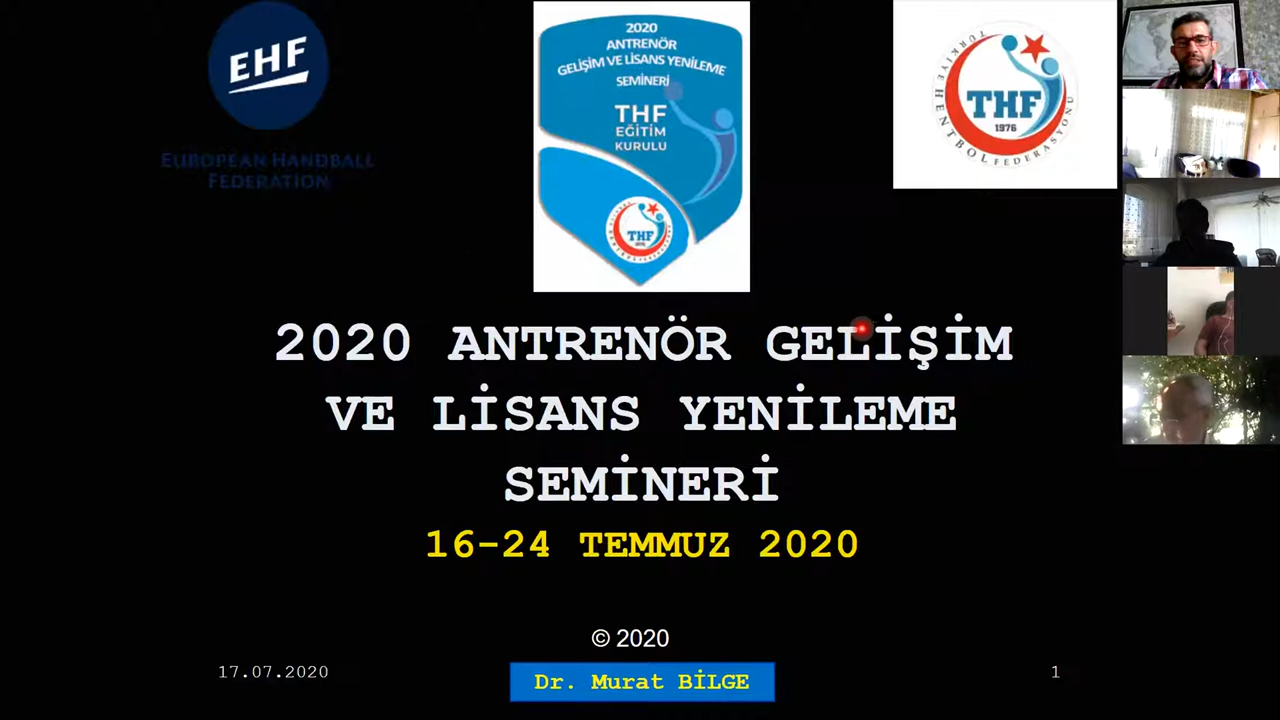 EHF
EUROPEAN HANDBALL
FEDERATION
2020
ANTRENÖR
GELİŞİM VE LİSANS YENİLEME
SEMİNERİ
THF
EĞİTİM
KURULU
THF
TÜRKİYE HENTBOL FEDERASYONU
THF
1976
2020 ANTRENÖR GELİŞİM
VE LİSANS YENİLEME
SEMİNERİ
16-24 TEMMUZ 2020
© 2020
17.07.2020
Dr. Murat BİLGE
1